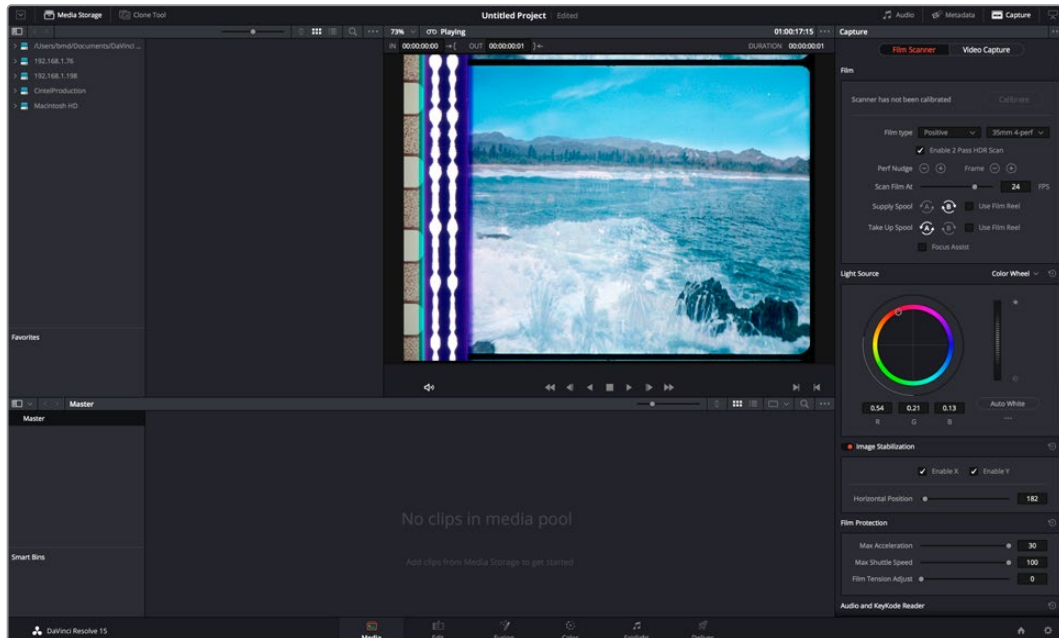 Media Storage Clone Tool Untitled Project Edited Audio Metadata Capture
73% Playing 01:00:17:15 Capture
IN 00:00:00:00 OUT 00:00:00:01 DURATION 00:00:00:01
/Users/bmd/Documents/DaVinci ...
192.168.1.76
192.168.1.198
CintelProduction
Macintosh HD
Favorites
Film Scanner Video Capture
Film
Scanner has not been calibrated Calibrate
Film type Positive 35mm 4-perf
Enable 2 Pass HDR Scan
Perf Nudge Frame
Scan Film At 24 FPS
Supply Spool A B Use Film Reel
Take Up Spool A B Use Film Reel
Focus Assist
Light Source Color Wheel
0.54 0.21 0.13 Auto White
R G B
Image Stabilization
Enable X Enable Y
Horizontal Position 182
Film Protection
Max Acceleration 30
Max Shuttle Speed 100
Film Tension Adjust 0
Audio and KeyKode Reader
Master
Master
No clips in media pool
Add clips from Media Storage to get started
Smart Bins
DaVinci Resolve 15 Media Edit Fusion Color Fairlight Deliver